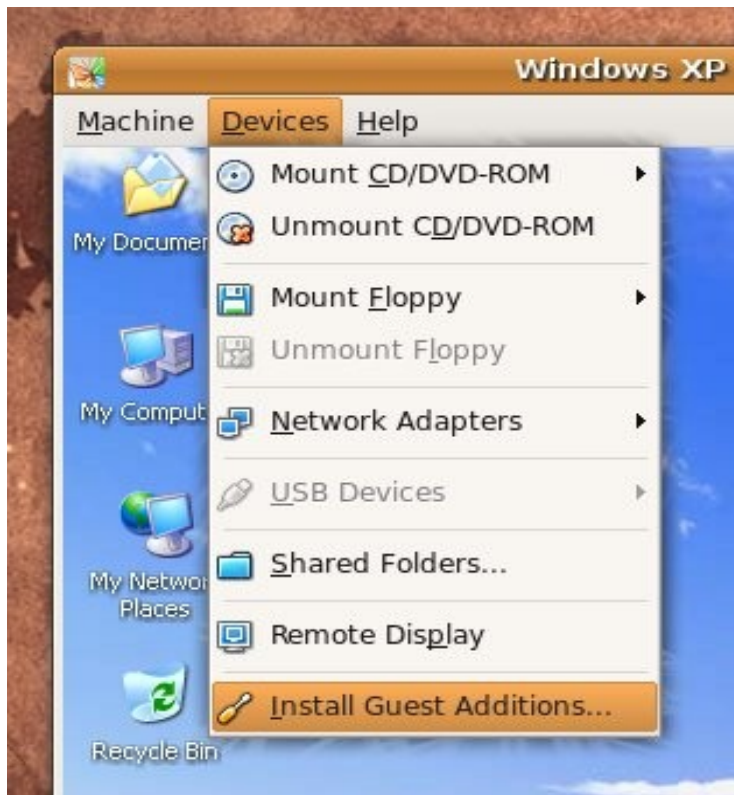 Windows XP
Machine Devices Help
Mount CD/DVD-ROM
Unmount CD/DVD-ROM
Mount Floppy
Unmount Floppy
Network Adapters
USB Devices
Shared Folders...
Remote Display
Install Guest Additions...
My Documen
My Comput
My Networ
Places
Recycle Bin